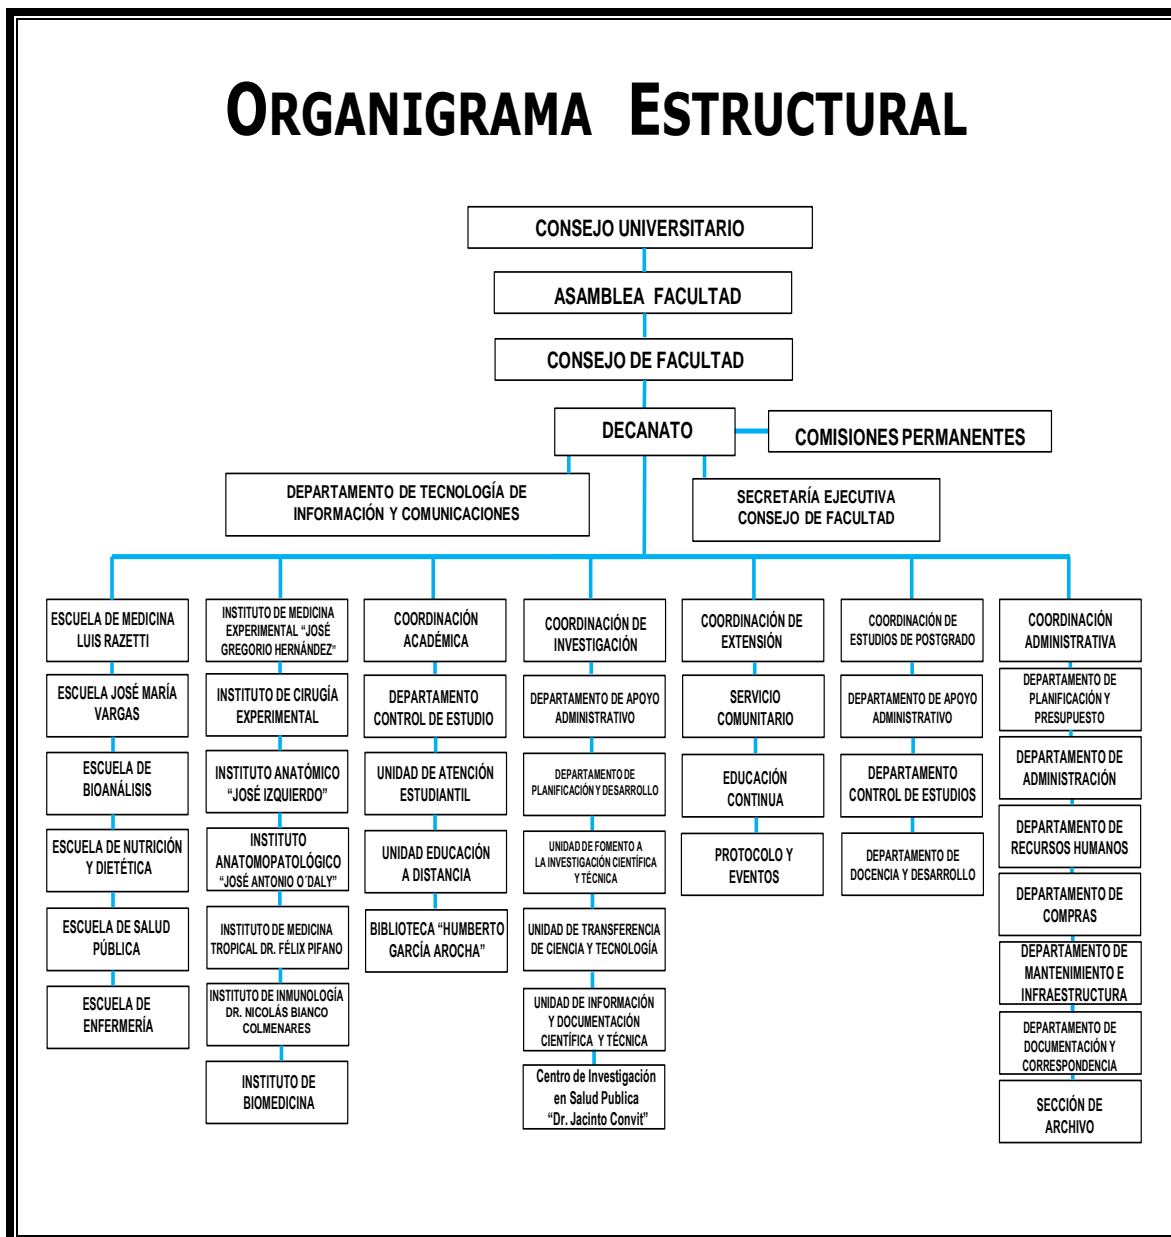 ORGANIGRAMA ESTRUCTURAL
CONSEJO UNIVERSITARIO
ASAMBLEA FACULTAD
CONSEJO DE FACULTAD
DECANATO
COMISIONES PERMANENTES
DEPARTAMENTO DE TECNOLOGÍA DE
INFORMACIÓN Y COMUNICACIONES
SECRETARÍA EJECUTIVA
CONSEJO DE FACULTAD
ESCUELA DE MEDICINA
LUIS RAZETTI
ESCUELA JOSÉ MARÍA
VARGAS
ESCUELA DE
BIOANÁLISIS
ESCUELA DE NUTRICIÓN
Y DIETÉTICA
ESCUELA DE SALUD
PÚBLICA
ESCUELA DE
ENFERMERÍA
INSTITUTO DE MEDICINA
EXPERIMENTAL “JOSÉ
GREGORIO HERNÁNDEZ”
INSTITUTO DE CIRUGÍA
EXPERIMENTAL
INSTITUTO ANATÓMICO
“JOSÉ IZQUIERDO”
INSTITUTO
ANATOMOPATOLÓGICO
“JOSÉ ANTONIO O´DALY”
INSTITUTO DE MEDICINA
TROPICAL DR. FÉLIX PIFANO
INSTITUTO DE INMUNOLOGÍA
DR. NICOLÁS BIANCO
COLMENARES
INSTITUTO DE
BIOMEDICINA
COORDINACIÓN
ACADÉMICA
DEPARTAMENTO
CONTROL DE ESTUDIO
UNIDAD DE ATENCIÓN
ESTUDIANTIL
UNIDAD EDUCACIÓN
A DISTANCIA
BIBLIOTECA “HUMBERTO
GARCÍA AROCHA”
COORDINACIÓN DE
INVESTIGACIÓN
DEPARTAMENTO DE APOYO
ADMINISTRATIVO
DEPARTAMENTO DE
PLANIFICACIÓN Y DESARROLLO
UNIDAD DE FOMENTO A
LA INVESTIGACIÓN CIENTÍFICA
Y TÉCNICA
UNIDAD DE TRANSFERENCIA
DE CIENCIA Y TECNOLOGÍA
UNIDAD DE INFORMACIÓN
Y DOCUMENTACIÓN
CIENTÍFICA Y TÉCNICA
Centro de Investigación
en Salud Publica
“Dr. Jacinto Convit”
COORDINACIÓN DE
EXTENSIÓN
SERVICIO
COMUNITARIO
EDUCACIÓN
CONTINUA
PROTOCOLO Y
EVENTOS
COORDINACIÓN DE
ESTUDIOS DE POSTGRADO
DEPARTAMENTO DE APOYO
ADMINISTRATIVO
DEPARTAMENTO
CONTROL DE ESTUDIOS
DEPARTAMENTO DE
DOCENCIA Y DESARROLLO
COORDINACIÓN
ADMINISTRATIVA
DEPARTAMENTO DE
PLANIFICACIÓN Y
PRESUPUESTO
DEPARTAMENTO DE
ADMINISTRACIÓN
DEPARTAMENTO DE
RECURSOS HUMANOS
DEPARTAMENTO DE
COMPRAS
DEPARTAMENTO DE
MANTENIMIENTO E
INFRAESTRUCTURA
DEPARTAMENTO DE
DOCUMENTACIÓN Y
CORRESPONDENCIA
SECCIÓN DE
ARCHIVO